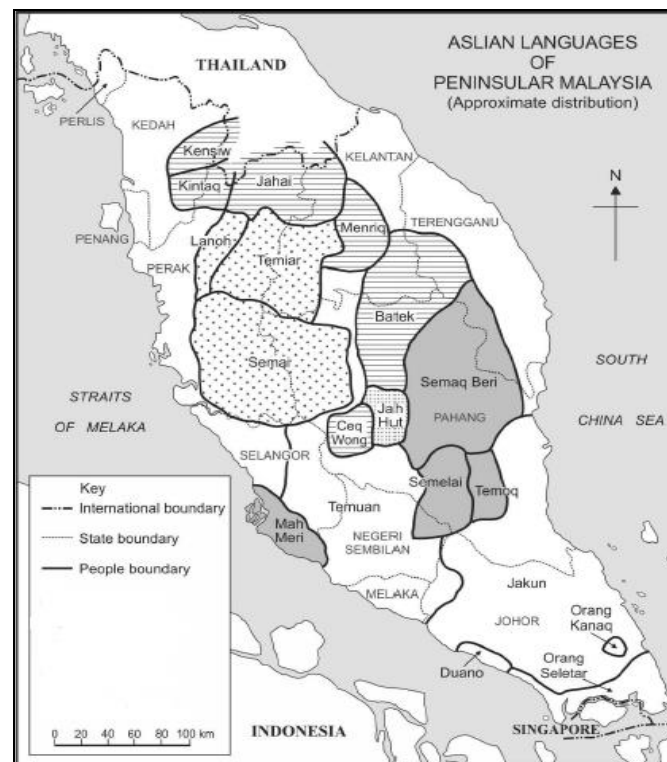 ASLIAN LANGUAGES
OF
PENINSULAR MALAYSIA
(Approximate distribution)
THAILAND
PERLIS
KEDAH
Kensiw
Kintaq
Jahai
KELANTAN
N
Menriq
TERENGGANU
PENANG
Lanoh
PERAK
Temiar
Batek
Semai
Semaq Beri
PAHANG
SOUTH
CHINA SEA
STRAITS
OF MELAKA
Jah
Hut
Ceq
Wong
SELANGOR
Semelai
Temoq
Temuan
Mah
Meri
NEGERI
SEMBILAN
MELAKA
Jakun
JOHOR
Orang
Kanaq
Orang
Seletar
Duano
SINGAPORE
INDONESIA
Key
International boundary
State boundary
People boundary
0 20 40 60 80 100 km